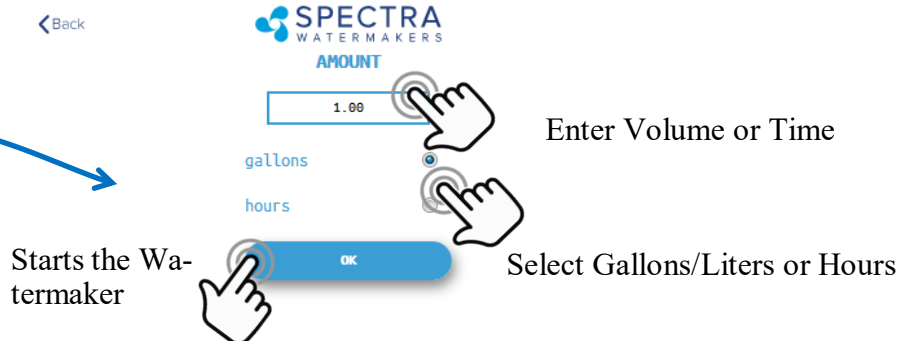 Back
SPECTRA
WATERMAKERS
AMOUNT
1.00
Enter Volume or Time
gallons
hours
Select Gallons/Liters or Hours
OK
Starts the Wa-
termaker